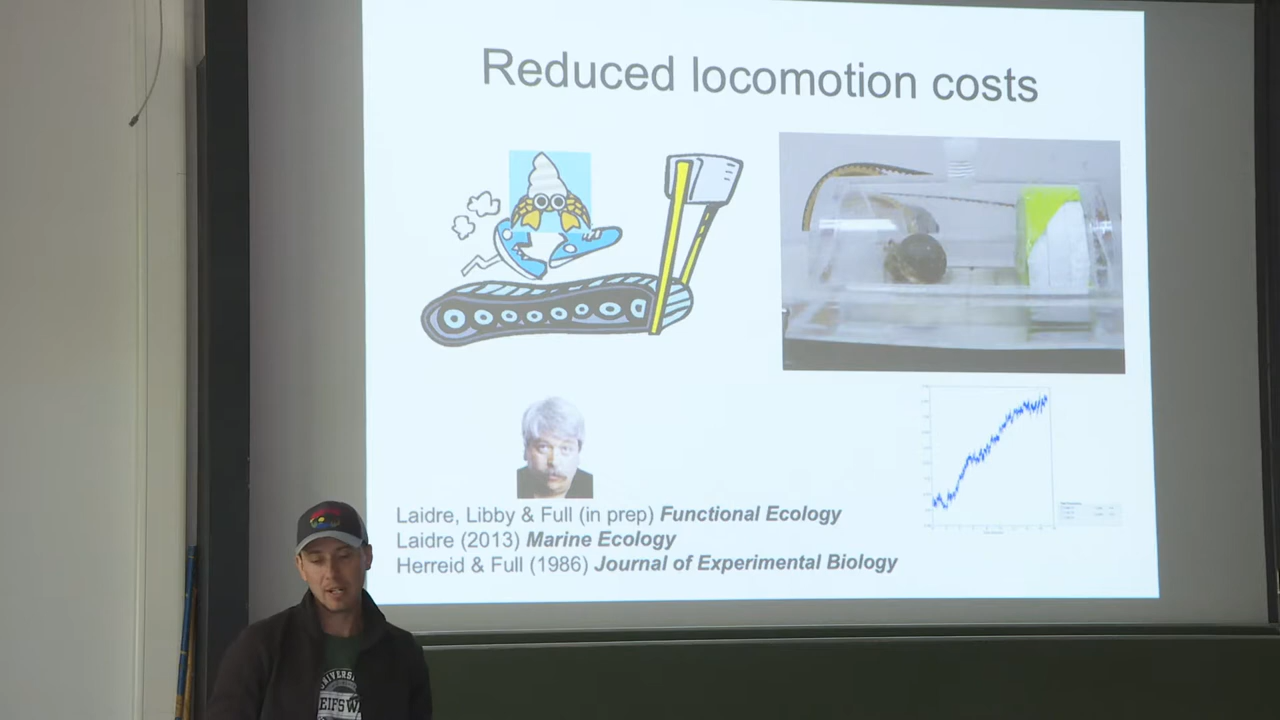 Reduced locomotion costs
Laidre, Libby & Full (in prep) Functional Ecology
Laidre (2013) Marine Ecology
Herreid & Full (1986) Journal of Experimental Biology